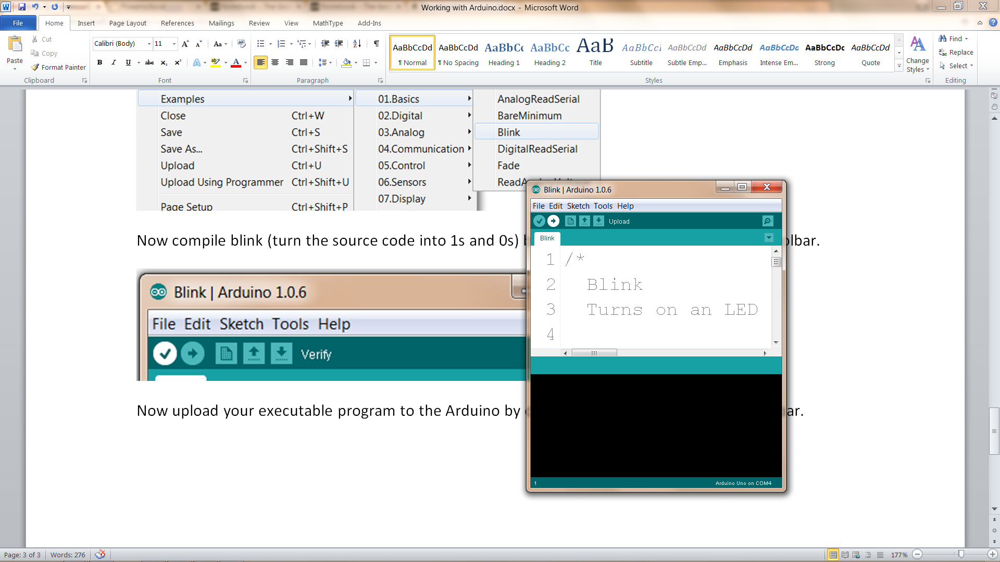 Working with Arduino.docx - Microsoft Word
File Home Insert Page Layout References Mailings Review View MathType Add-Ins
Paste
Cut
Copy
Format Painter
Clipboard
Calibri (Body) 11
Font
Paragraph
AaBbCcDd AaBbCcDd AaBbCc AaBbCc AaB AaBbCcI AaBbCcDd AaBbCcDd AaBbCcDd AaBbCcDc AaBbCcDd
¶ Normal ¶ No Spacing Heading 1 Heading 2 Title Subtitle Subtle Emp... Emphasis Intense Em... Strong Quote
Styles
Change Styles
Find
Replace
Select
Editing
Examples 01.Basics AnalogReadSerial
Close Ctrl+W 02.Digital BareMinimum
Save Ctrl+S 03.Analog Blink
Save As... Ctrl+Shift+S 04.Communication DigitalReadSerial
Upload Ctrl+U 05.Control Fade
Upload Using Programmer Ctrl+Shift+U 06.Sensors
07.Display
Page Setup Ctrl+Shift+P
Now compile blink (turn the source code into 1s and 0s)
Blink | Arduino 1.0.6
File Edit Sketch Tools Help
Verify
Now upload your executable program to the Arduino by
Blink | Arduino 1.0.6
File Edit Sketch Tools Help
Upload
Blink
1 /*
2 Blink
3 Turns on an LED
4
1 Arduino Uno on COM4
Page: 3 of 3 Words: 276 177%